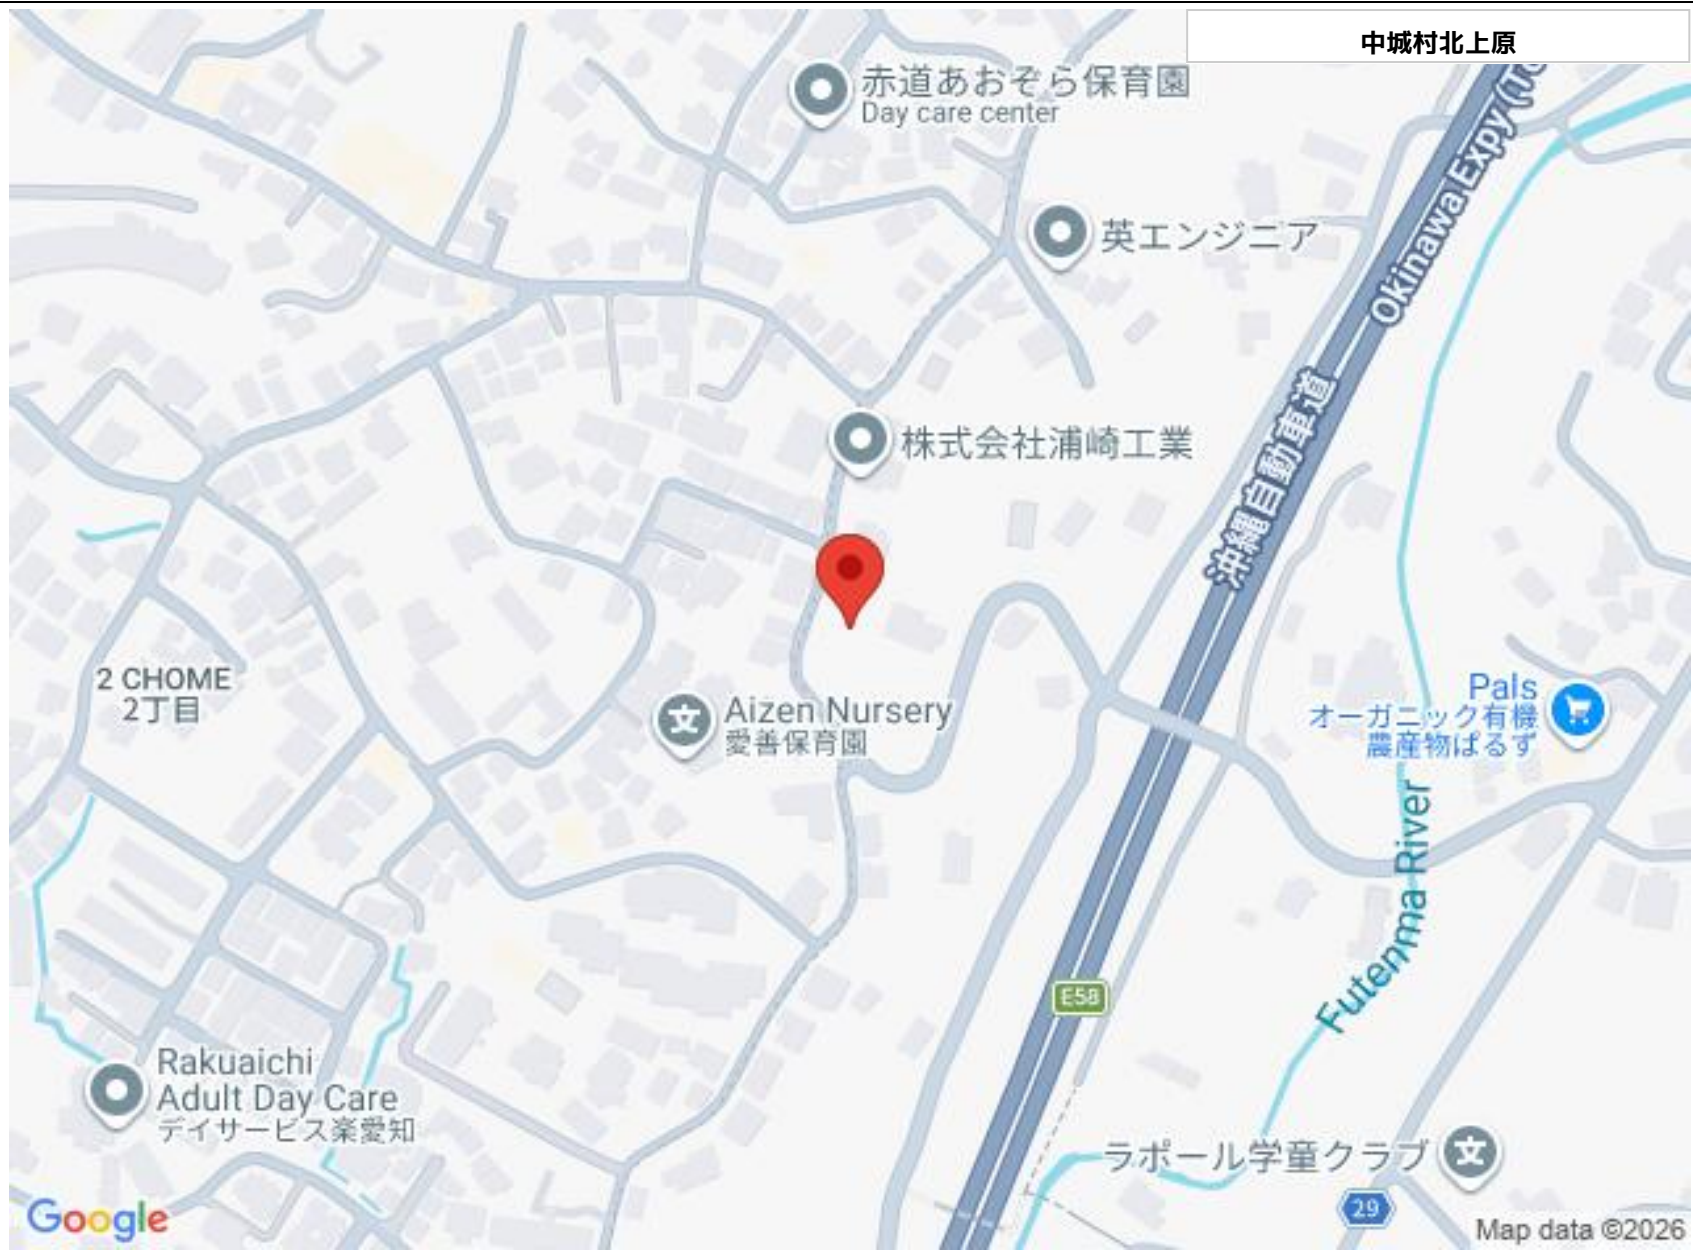 中城村北上原
赤道あおぞら保育園
Day care center
英エンジニア
Okinawa Expy(To
沖縄自動車道
株式会社浦崎工業
2 CHOME
2丁目
Aizen Nursery
愛善保育園
Pals
オーガニック有機
農産物ぱるず
Futenma River
E58
Rakuaichi
Adult Day Care
デイサービス楽愛知
ラポール学童クラブ
29
Google
Map data ©2026